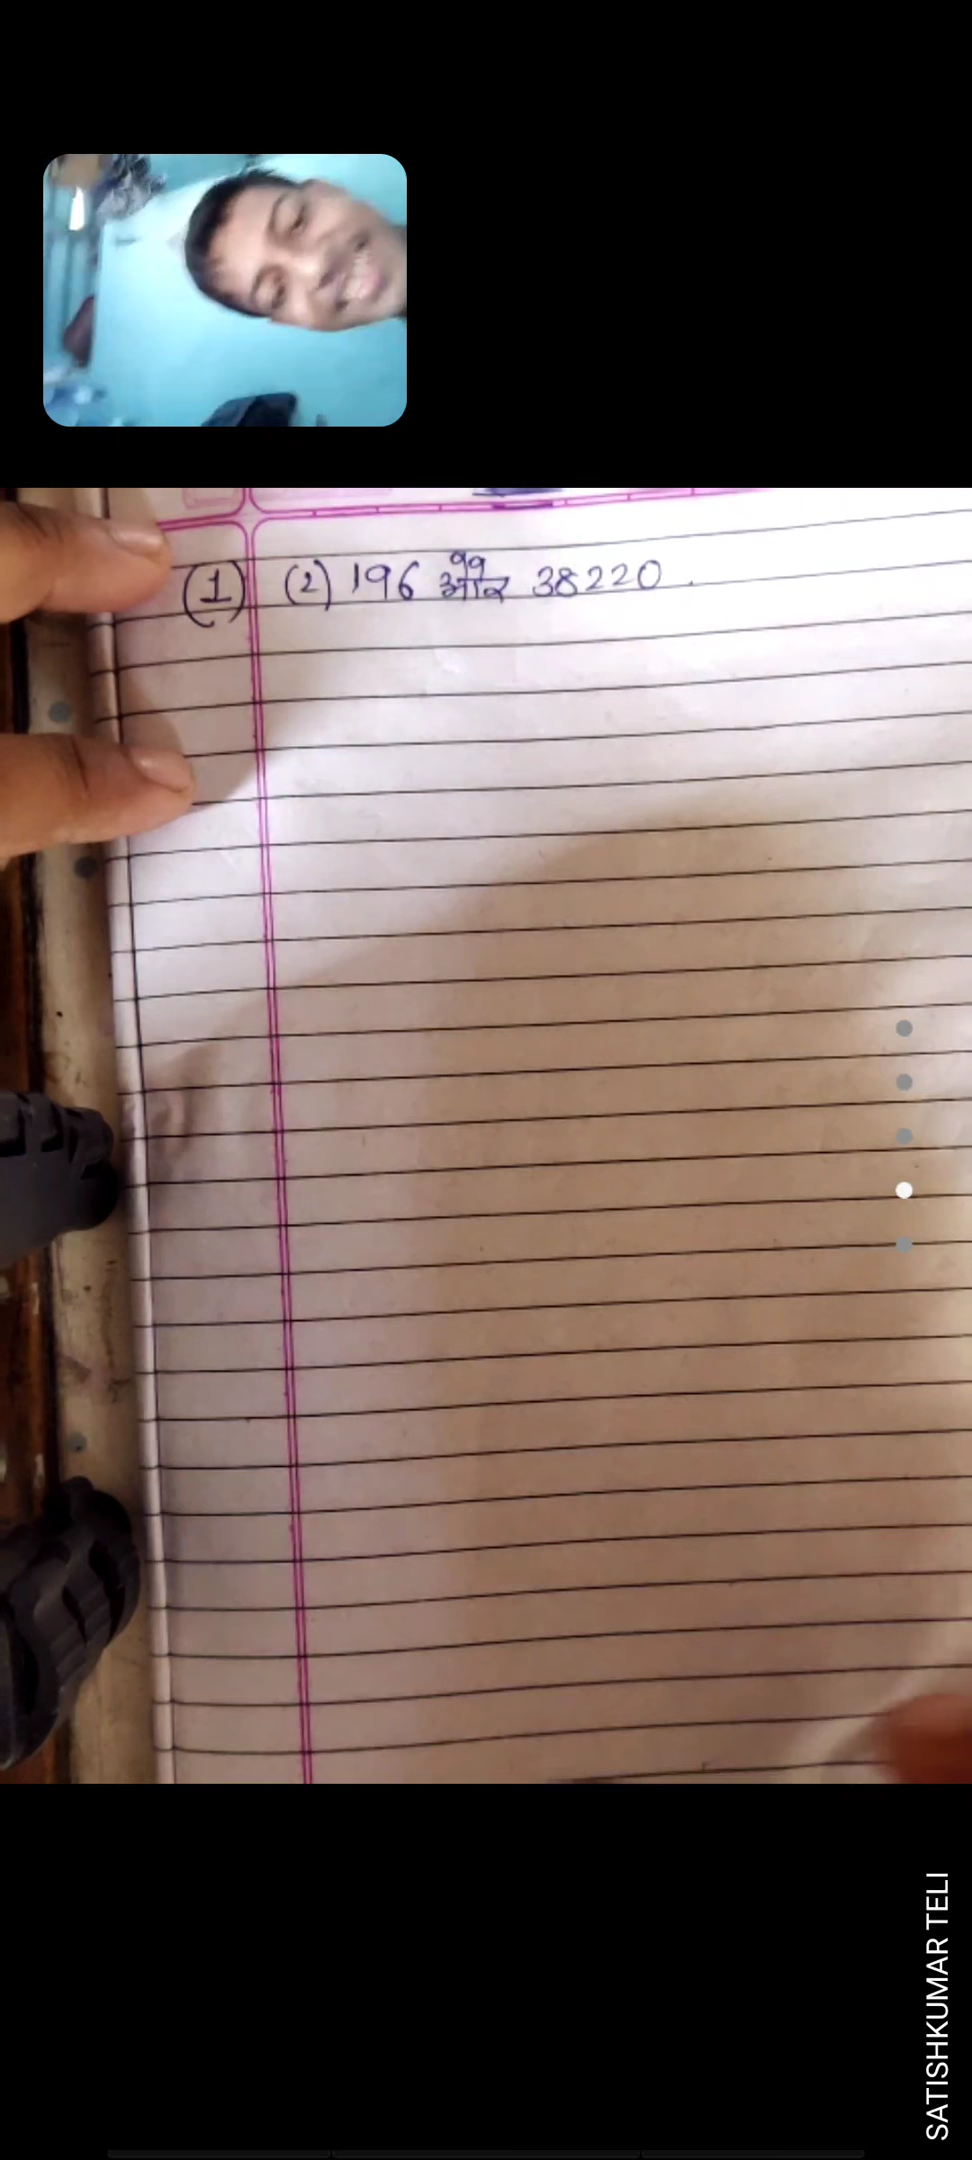 (1) (2) 196 और 38220.
SATISHKUMAR TELI